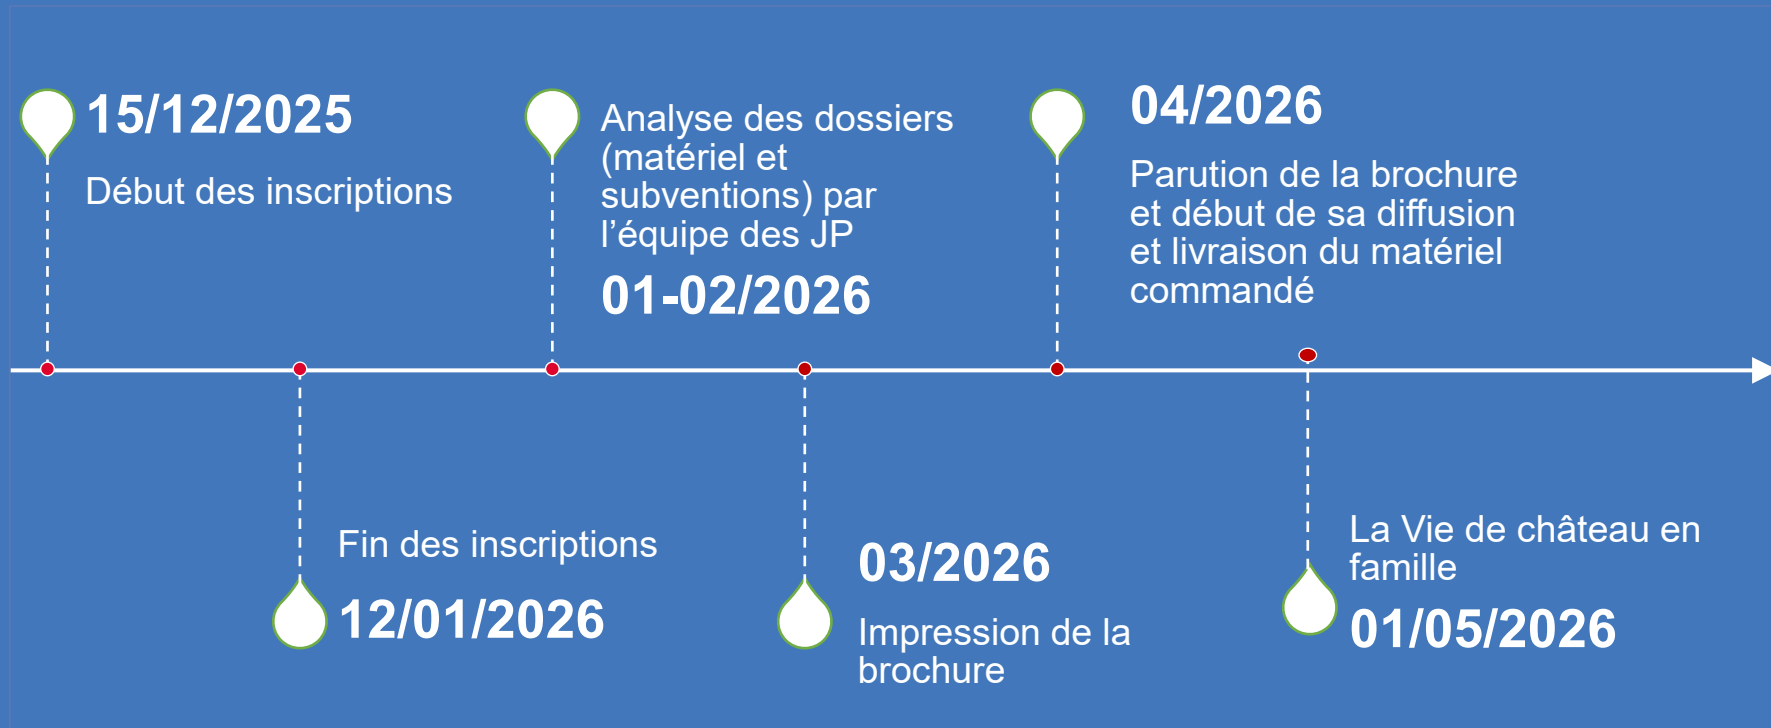 15/12/2025
Début des inscriptions
Fin des inscriptions
12/01/2026
Analyse des dossiers
(matériel et
subventions) par
l’équipe des JP
01-02/2026
03/2026
Impression de la
brochure
04/2026
Parution de la brochure
et début de sa diffusion
et livraison du matériel
commandé
La Vie de château en
famille
01/05/2026